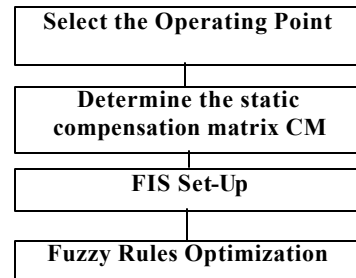 Select the Operating Point
Determine the static
compensation matrix CM
FIS Set-Up
Fuzzy Rules Optimization